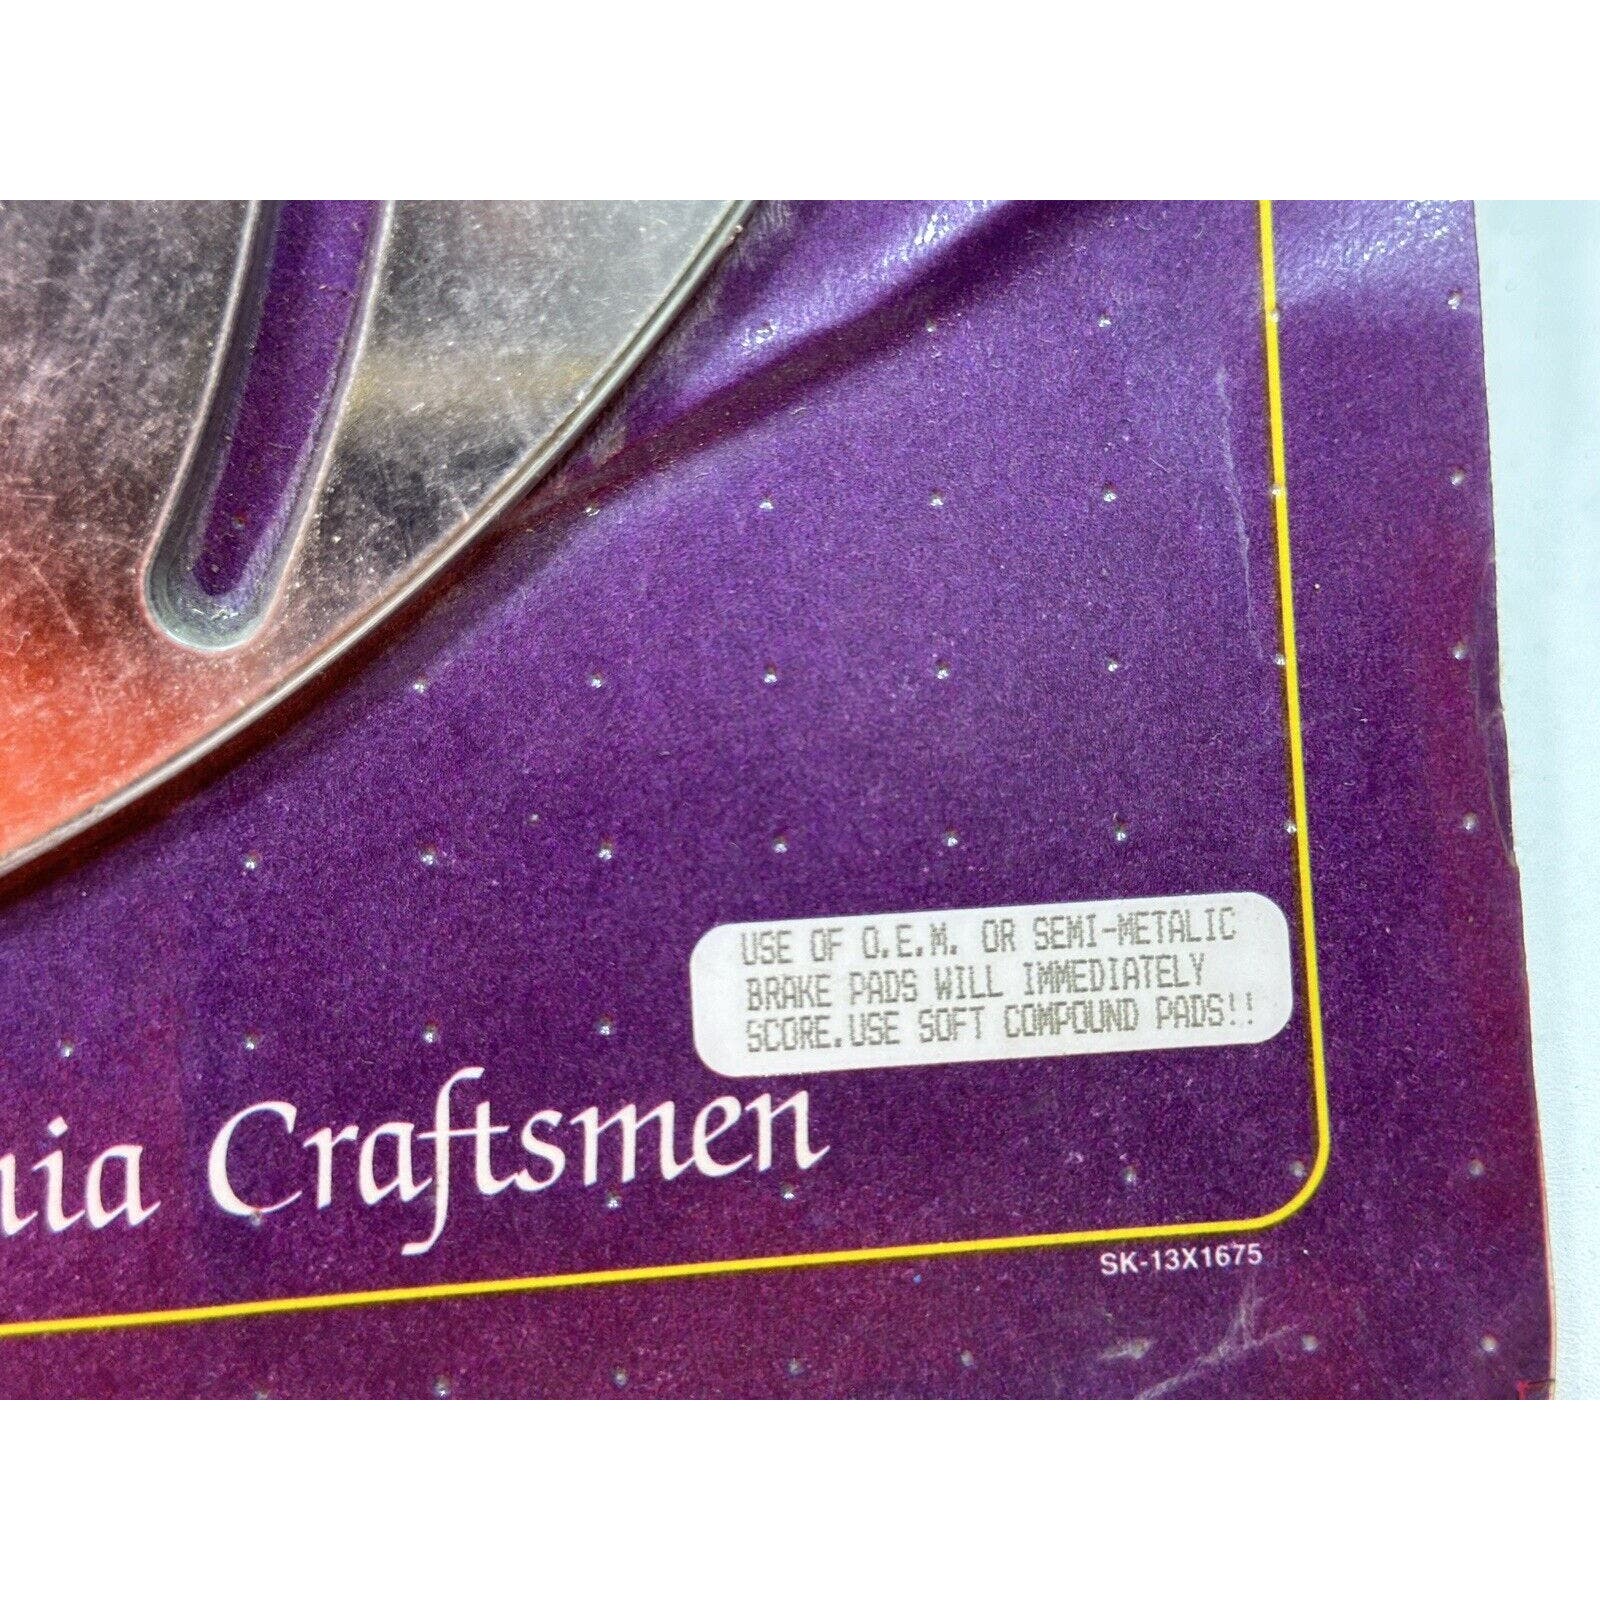 USE OF O.E.M. OR SEMI-METALIC
BRAKE PADS WILL IMMEDIATELY
SCORE.USE SOFT COMPOUND PADS!!
nia Craftsmen
SK-13X1675